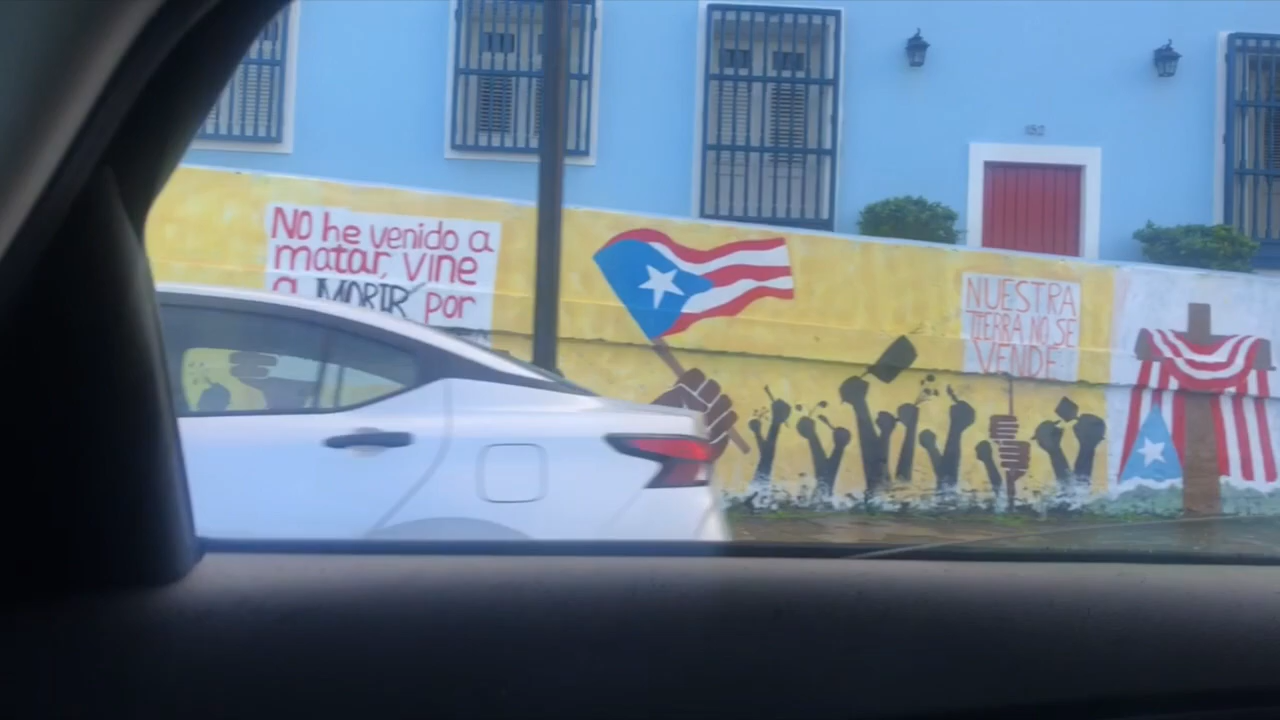 No he venido a
matar, vine
a MORIR por
NUESTRA
TIERRA NO SE
VENDE